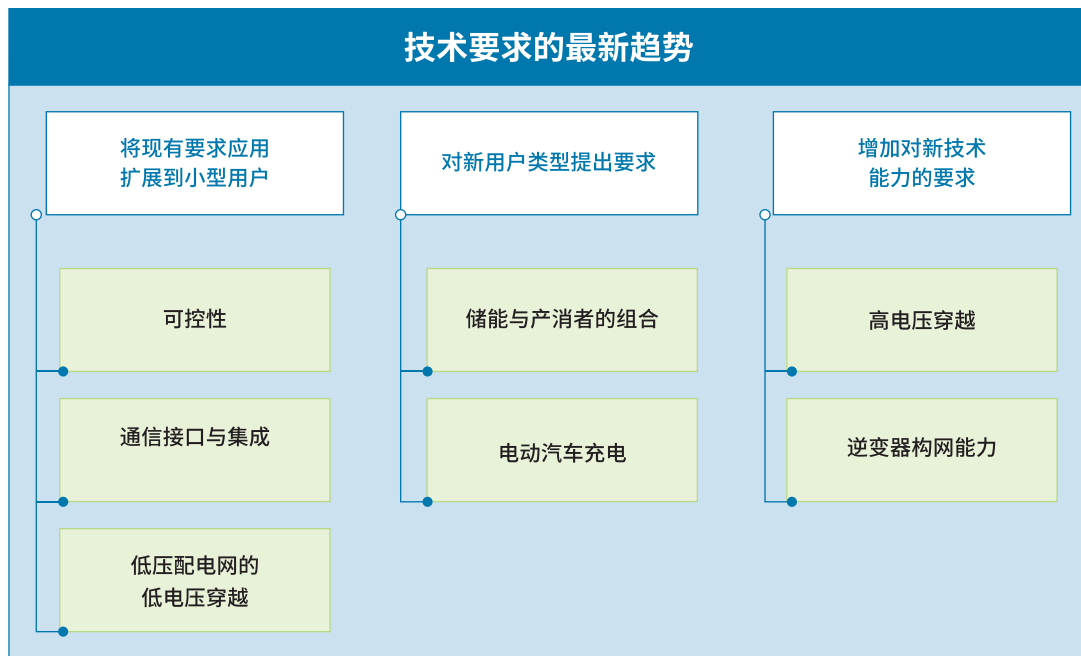 技术要求的最新趋势
将现有要求应用
扩展到小型用户
可控性
通信接口与集成
低压配电网的
低电压穿越
对新用户类型提出要求
储能与产消者的组合
电动汽车充电
增加对新技术
能力的要求
高电压穿越
逆变器构网能力